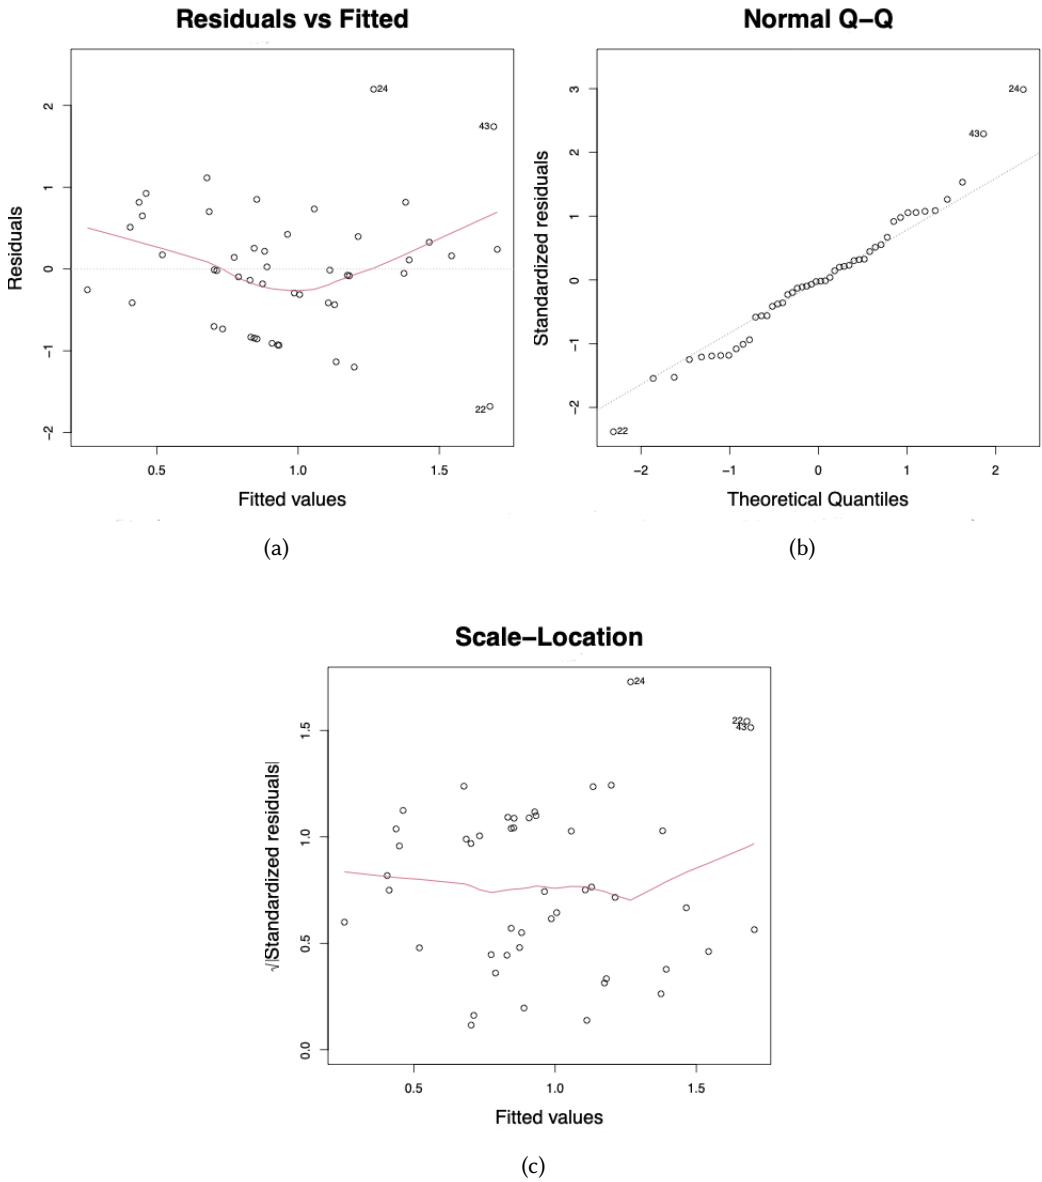 Residuals vs Fitted
24
43
22
Residuals
2
1
0
−1
−2
0.5 1.0 1.5
Fitted values
(a)
Normal Q−Q
24
43
22
Standardized residuals
3
2
1
0
−1
−2
−2 −1 0 1 2
Theoretical Quantiles
(b)
Scale−Location
24
22
43
√|Standardized residuals|
1.5
1.0
0.5
0.0
0.5 1.0 1.5
Fitted values
(c)